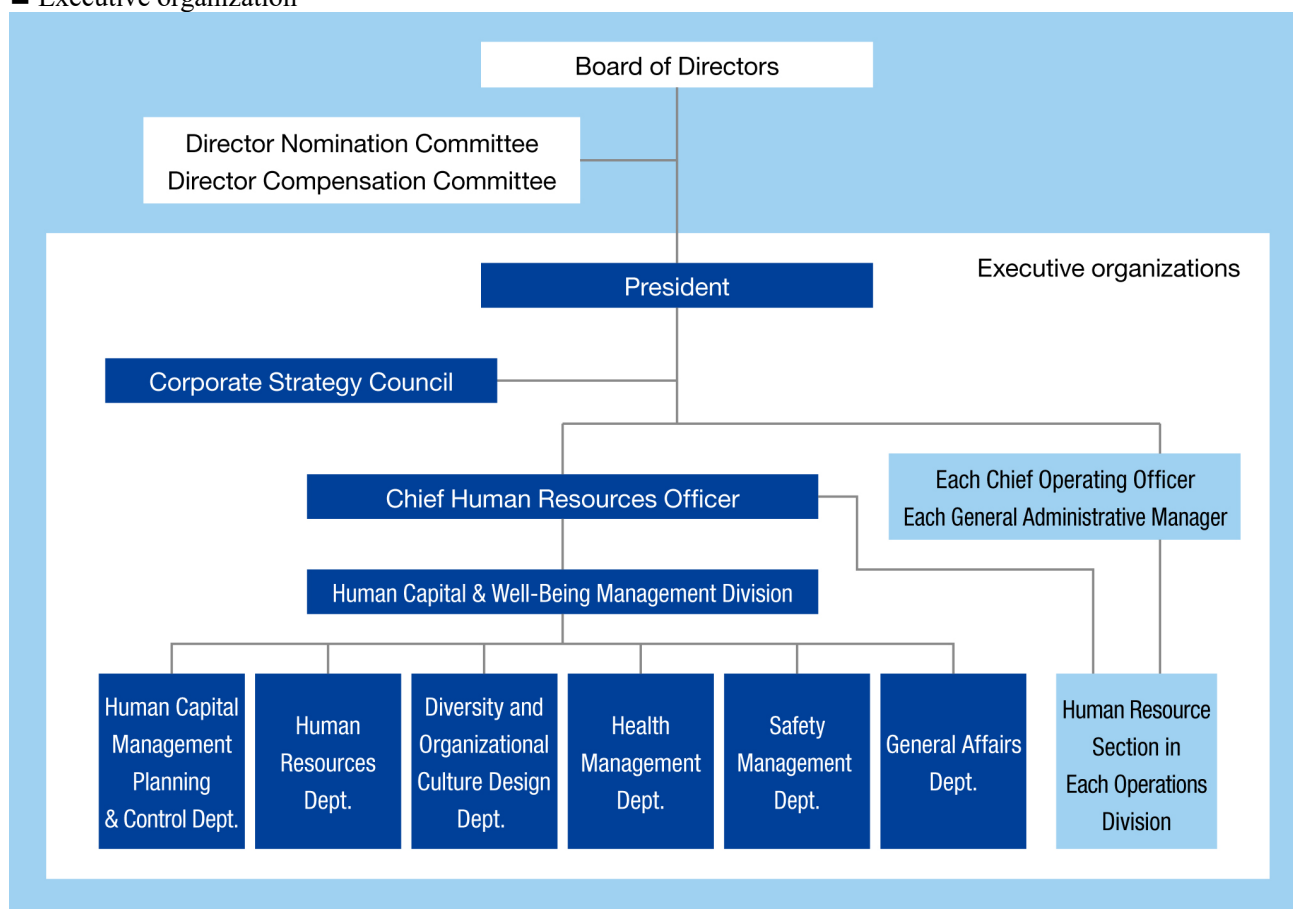 ■ Executive organization
Board of Directors
Director Nomination Committee
Director Compensation Committee
Executive organizations
President
Corporate Strategy Council
Chief Human Resources Officer
Each Chief Operating Officer
Each General Administrative Manager
Human Capital & Well-Being Management Division
Human Capital
Management
Planning
& Control Dept.
Human
Resources
Dept.
Diversity and
Organizational
Culture Design
Dept.
Health
Management
Dept.
Safety
Management
Dept.
General Affairs
Dept.
Human Resource
Section in
Each Operations
Division